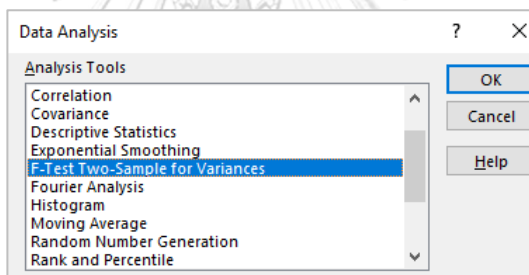 Data Analysis ? ×
Analysis Tools
Correlation
Covariance
Descriptive Statistics
Exponential Smoothing
F-Test Two-Sample for Variances
Fourier Analysis
Histogram
Moving Average
Random Number Generation
Rank and Percentile
OK
Cancel
Help